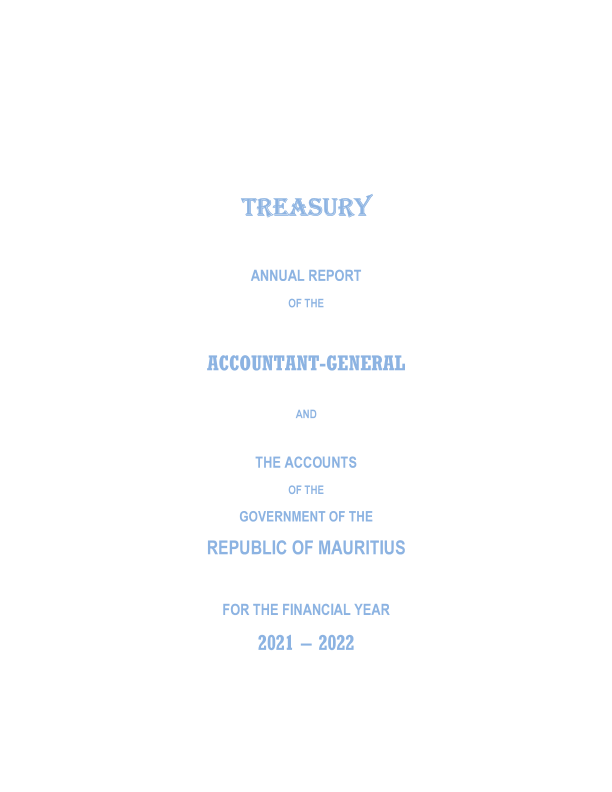 TREASURY
ANNUAL REPORT
OF THE
ACCOUNTANT-GENERAL
AND
THE ACCOUNTS
OF THE
GOVERNMENT OF THE
REPUBLIC OF MAURITIUS
FOR THE FINANCIAL YEAR
2021 – 2022